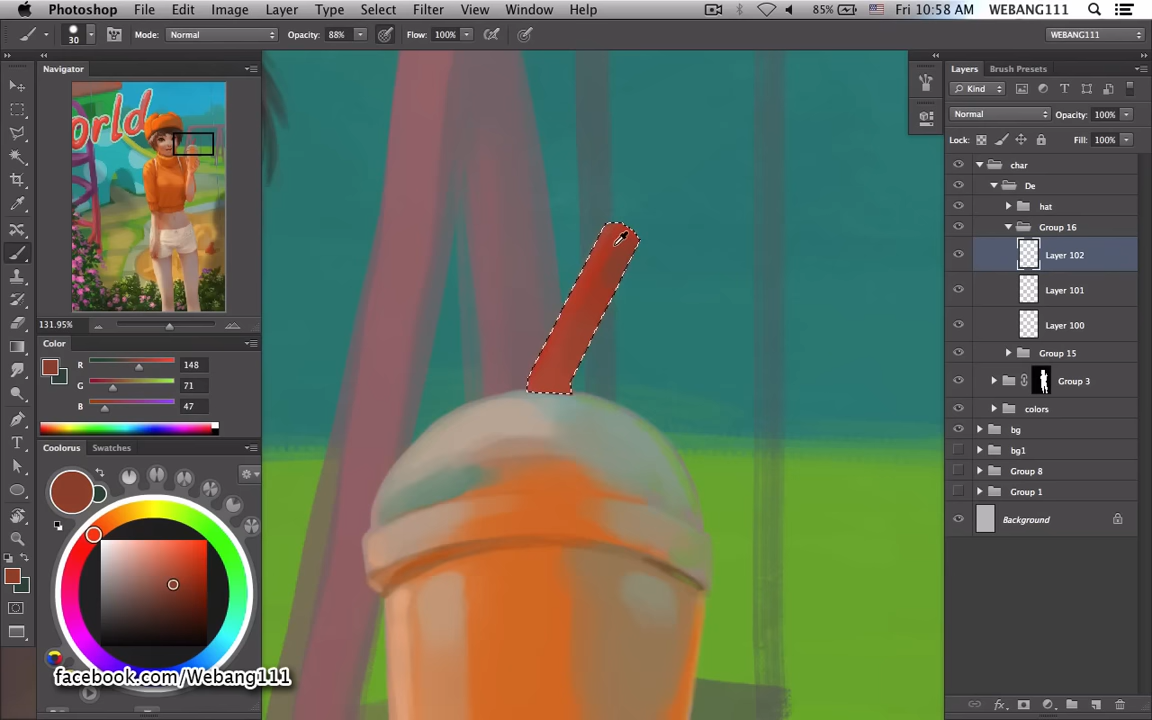 Photoshop File Edit Image Layer Type Select Filter View Window Help 85% Fri 10:58 AM WEBANG111
30 Mode: Normal Opacity: 88% Flow: 100% WEBANG111
Navigator
orld
131.95%
Color
R 148
G 71
B 47
Coolorus Swatches
facebook.com/Webang111
Layers Brush Presets
Kind
Normal Opacity: 100%
Lock: Fill: 100%
char
De
hat
Group 16
Layer 102
Layer 101
Layer 100
Group 15
Group 3
colors
bg
bg1
Group 8
Group 1
Background
fx